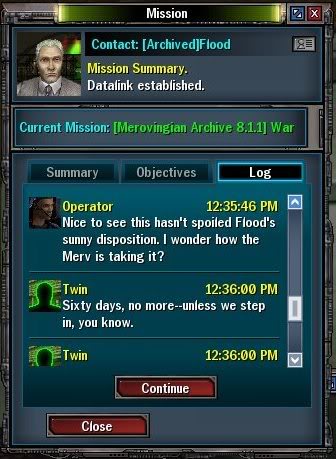 Mission
Contact: [Archived]Flood
Mission Summary.
Datalink established.
Current Mission: [Merovingian Archive 8.1.1] War
Summary
Objectives
Log
Operator 12:35:46 PM
Nice to see this hasn't spoiled Flood's
sunny disposition. I wonder how the
Merv is taking it?
Twin 12:36:00 PM
Sixty days, no more--unless we step
in, you know.
Twin 12:36:00 PM
Continue
Close